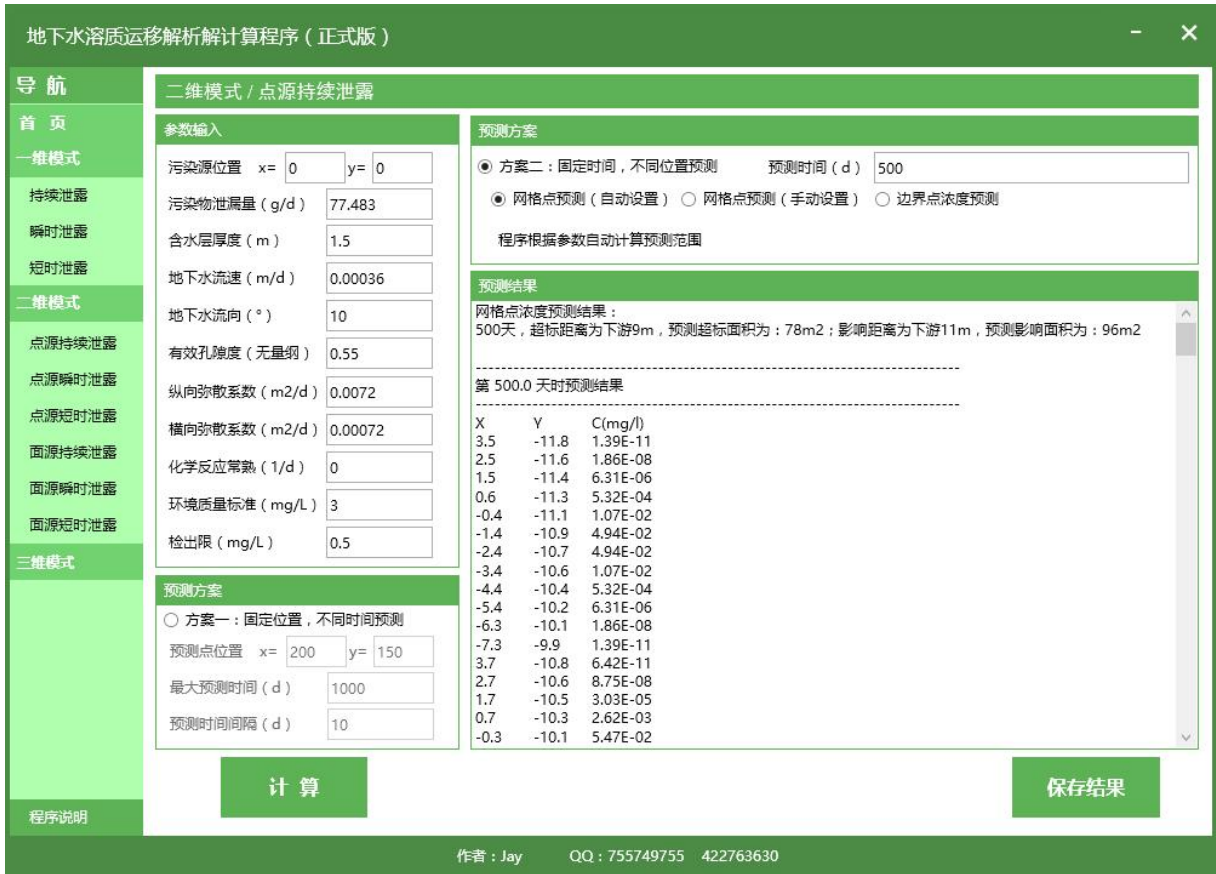 地下水溶质运移解析解计算程序（正式版）
导 航
首 页
一维模式
持续泄露
瞬时泄露
短时泄露
二维模式
点源持续泄露
点源瞬时泄露
点源短时泄露
面源持续泄露
面源瞬时泄露
面源短时泄露
三维模式
程序说明
二维模式 / 点源持续泄露
参数输入
污染源位置 x= 0 y= 0
污染物泄漏量（g/d） 77.483
含水层厚度（m） 1.5
地下水流速（m/d） 0.00036
地下水流向（°） 10
有效孔隙度（无量纲） 0.55
纵向弥散系数（m2/d） 0.0072
横向弥散系数（m2/d） 0.00072
化学反应常熟（1/d） 0
环境质量标准（mg/L） 3
检出限（mg/L） 0.5
预测方案
方案一：固定位置，不同时间预测
预测点位置 x= 200 y= 150
最大预测时间（d） 1000
预测时间间隔（d） 10
预测方案
方案二：固定时间，不同位置预测 预测时间（d） 500
网格点预测（自动设置） 网格点预测（手动设置） 边界点浓度预测
程序根据参数自动计算预测范围
预测结果
网格点浓度预测结果：
500天，超标距离为下游9m，预测超标面积为：78m2；影响距离为下游11m，预测影响面积为：96m2
--------------------------------------------------------------------------------
第 500.0 天时预测结果
--------------------------------------------------------------------------------
X Y C(mg/l)
3.5 -11.8 1.39E-11
2.5 -11.6 1.86E-08
1.5 -11.4 6.31E-06
0.6 -11.3 5.32E-04
-0.4 -11.1 1.07E-02
-1.4 -10.9 4.94E-02
-2.4 -10.7 4.94E-02
-3.4 -10.6 1.07E-02
-4.4 -10.4 5.32E-04
-5.4 -10.2 6.31E-06
-6.3 -10.1 1.86E-08
-7.3 -9.9 1.39E-11
3.7 -10.8 6.42E-11
2.7 -10.6 8.75E-08
1.7 -10.5 3.03E-05
0.7 -10.3 2.62E-03
-0.3 -10.1 5.47E-02
计 算
保存结果
作者：Jay QQ：755749755 422763630